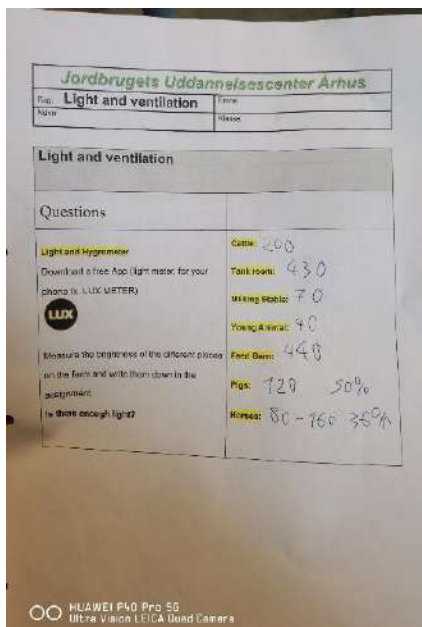 Jordbrugets Uddannelsescenter Århus
Fag: Light and ventilation
Emne:
Navn
Klasse:
Light and ventilation
Questions
Light and Hygrometer
Download a free App (light meter for your
phone fx. LUX METER)
LUX
Measure the brightness of the different places
on the farm and write them down in the
assignment.
Is there enough light?
Cattle: 200
Tank room: 430
Milking Stable: 70
Young Animal: 40
Feed Barn: 440
Pigs: 120 50%
Horses: 80 - 160 35%
HUAWEI P40 Pro 5G
Ultra Vision LEICA Quad Camera